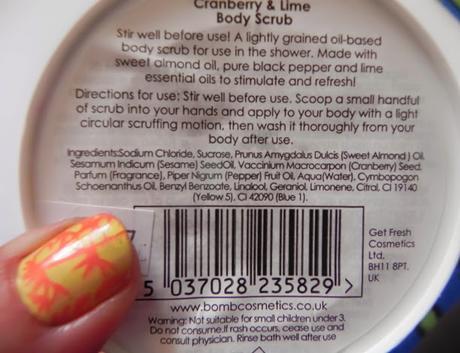 Cranberry & Lime
Body Scrub
Stir well before use! A lightly grained oil-based
body scrub for use in the shower. Made with
sweet almond oil, pure black pepper and lime
essential oils to stimulate and refresh!
Directions for use: Stir well before use. Scoop a small handful
of scrub into your hands and apply to your body with a light
circular scruffing motion, then wash it thoroughly from your
body after use.
Ingredients:Sodium Chloride, Sucrose, Prunus Amygdalus Dulcis (Sweet Almond ) Oil,
Sesamum Indicum (Sesame) SeedOil, Vaccinium Macrocarpon (Cranberry) Seed,
Parfum (Fragrance), Piper Nigrum (Pepper) Fruit Oil, Aqua(Water), Cymbopogon
Schoenanthus Oil, Benzyl Benzoate, Linalool, Geraniol, Limonene, Citral, CI 19140
(Yellow 5), CI 42090 (Blue 1).
5 037028 235829 >
Get Fresh
Cosmetics
Ltd.
BH11 8PT,
UK
www.bombcosmetics.co.uk
Warning: Not suitable for small children under 3.
Do not consume.If rash occurs, cease use and
consult physician. Rinse bath well after use